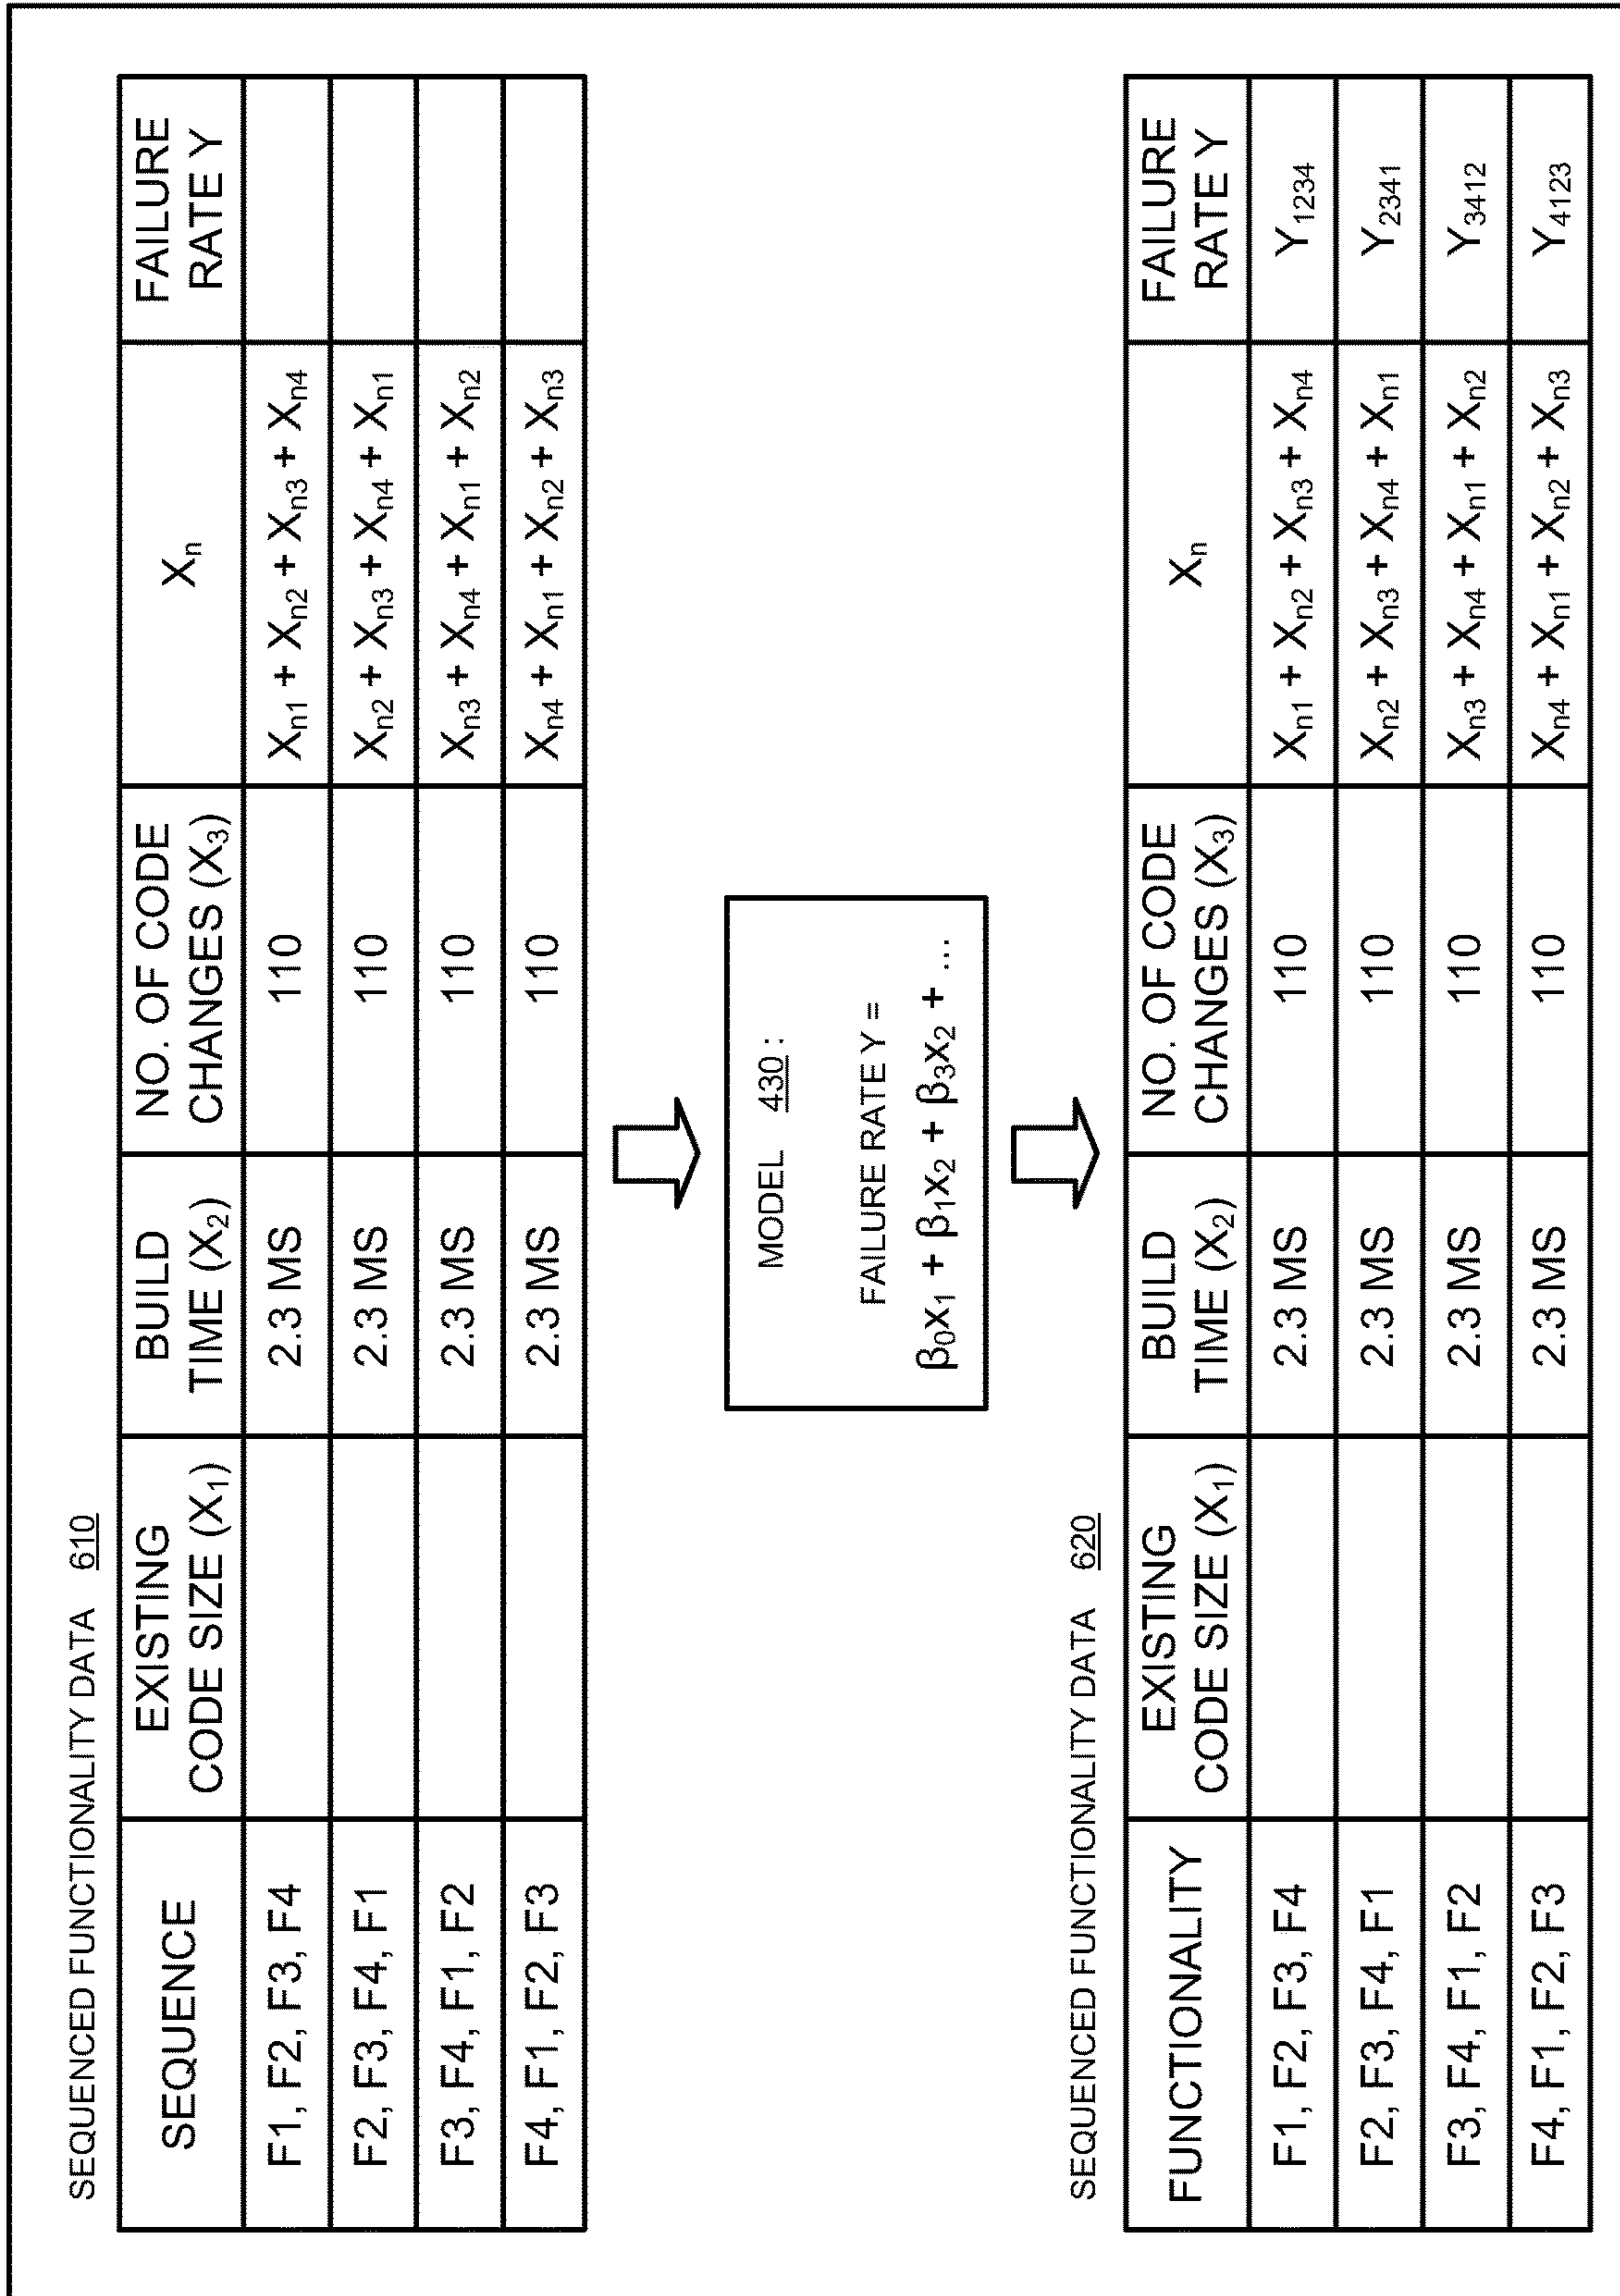 SEQUENCED FUNCTIONALITY DATA 610
SEQUENCE EXISTING CODE SIZE (X₁) BUILD TIME (X₂) NO. OF CODE CHANGES (X₃) Xₙ FAILURE RATE Y
F1, F2, F3, F4 2.3 MS 110 Xn1 + Xn2 + Xn3 + Xn4
F2, F3, F4, F1 2.3 MS 110 Xn2 + Xn3 + Xn4 + Xn1
F3, F4, F1, F2 2.3 MS 110 Xn3 + Xn4 + Xn1 + Xn2
F4, F1, F2, F3 2.3 MS 110 Xn4 + Xn1 + Xn2 + Xn3
MODEL 430:
FAILURE RATE Y =
β₀x₁ + β₁x₂ + β₃x₂ + ...
SEQUENCED FUNCTIONALITY DATA 620
FUNCTIONALITY EXISTING CODE SIZE (X₁) BUILD TIME (X₂) NO. OF CODE CHANGES (X₃) Xₙ FAILURE RATE Y
F1, F2, F3, F4 2.3 MS 110 Xn1 + Xn2 + Xn3 + Xn4 Y₁₂₃₄
F2, F3, F4, F1 2.3 MS 110 Xn2 + Xn3 + Xn4 + Xn1 Y₂₃₄₁
F3, F4, F1, F2 2.3 MS 110 Xn3 + Xn4 + Xn1 + Xn2 Y₃₄₁₂
F4, F1, F2, F3 2.3 MS 110 Xn4 + Xn1 + Xn2 + Xn3 Y₄₁₂₃